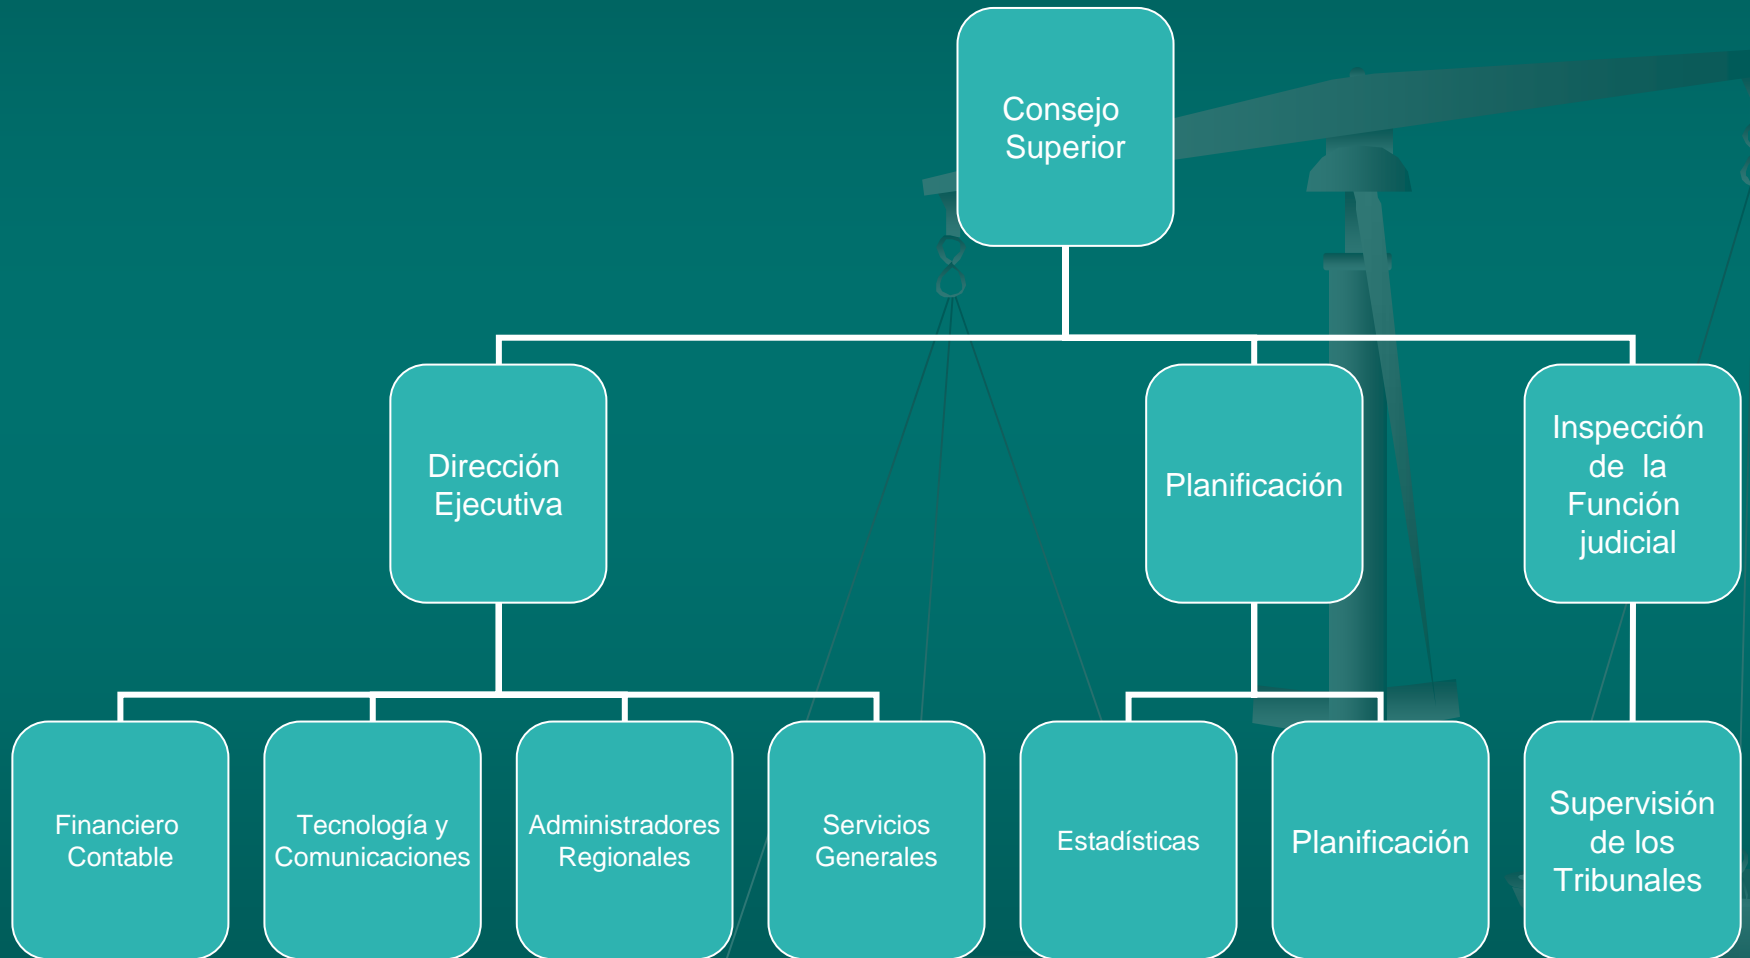 Consejo
Superior
Dirección
Ejecutiva
Planificación
Inspección
de la
Función
judicial
Financiero
Contable
Tecnología y
Comunicaciones
Administradores
Regionales
Servicios
Generales
Estadísticas
Planificación
Supervisión
de los
Tribunales